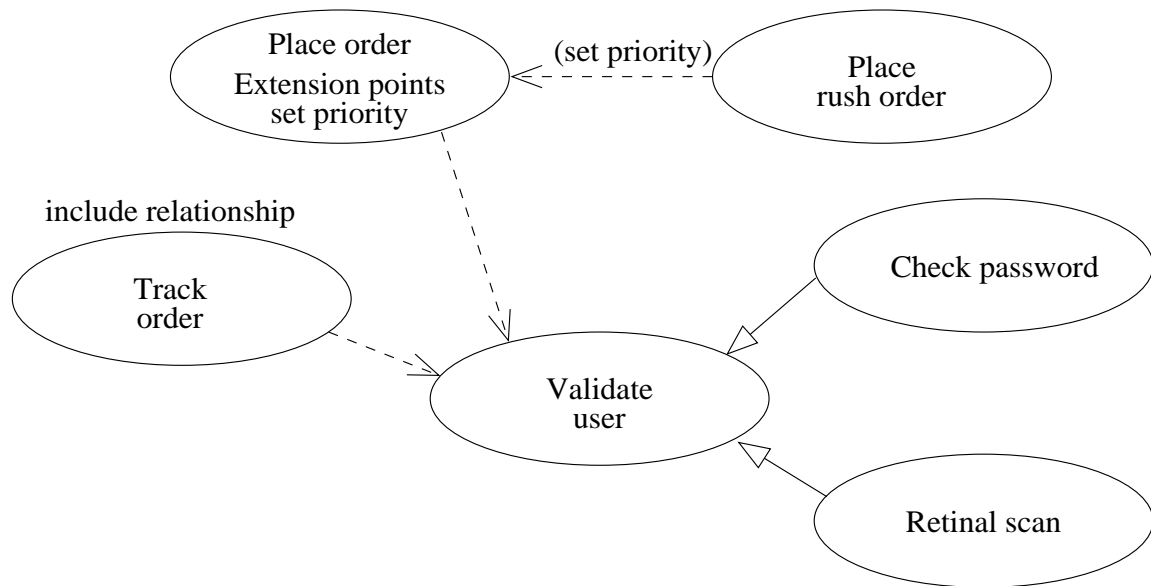 Place order
Extension points
set priority
(set priority)
Place
rush order
include relationship
Track
order
Check password
Validate
user
Retinal scan